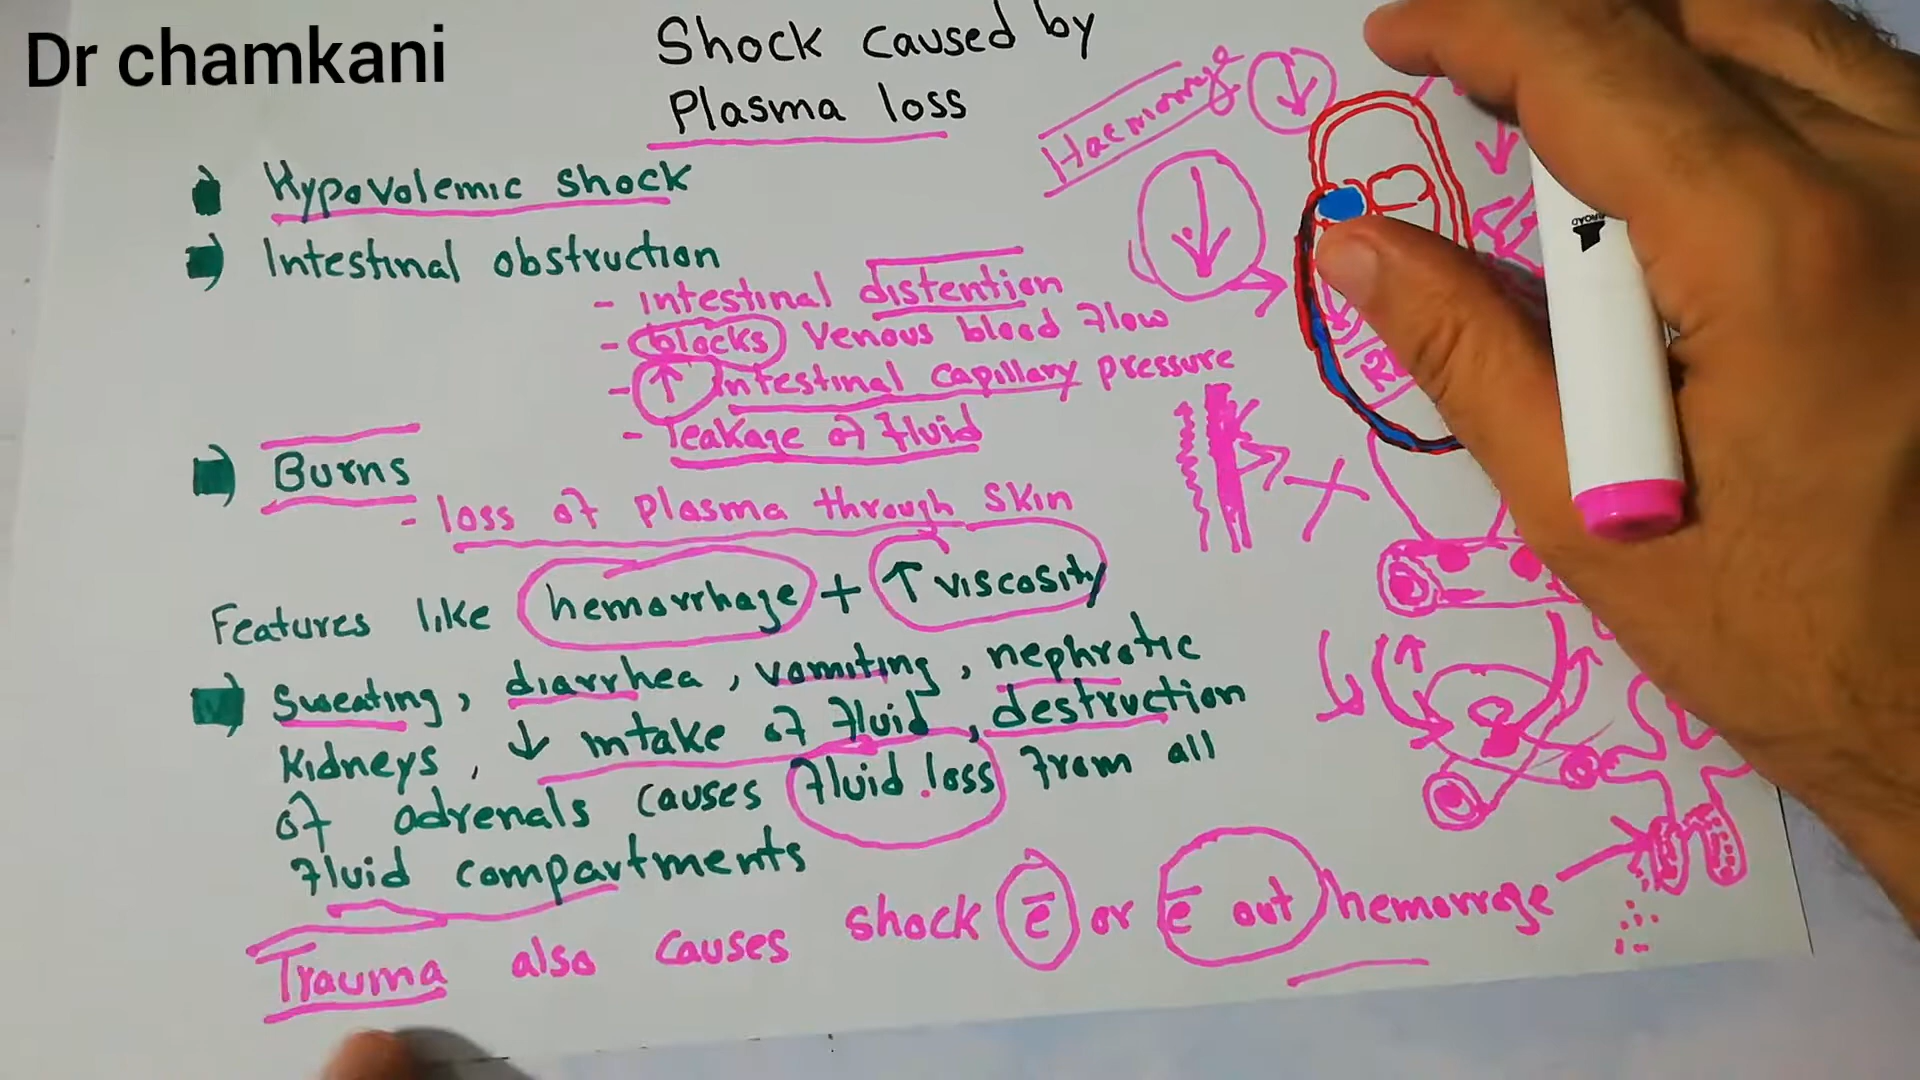 Dr chamkani
Shock caused by
Plasma loss
Haemorrage
Hypovolemic shock
Intestinal obstruction
- intestinal distention
- blocks venous blood flow
- ↑ intestinal capillary pressure
- leakage of fluid
Burns
- loss of plasma through skin
Features like hemorrhage + ↑ viscosity
Sweating, diarrhea, vomiting, nephrotic
kidneys, ↓ intake of fluid, destruction
of adrenals causes fluid loss from all
fluid compartments
Trauma also causes shock c̄ or c̄ out hemorrage
BROAD